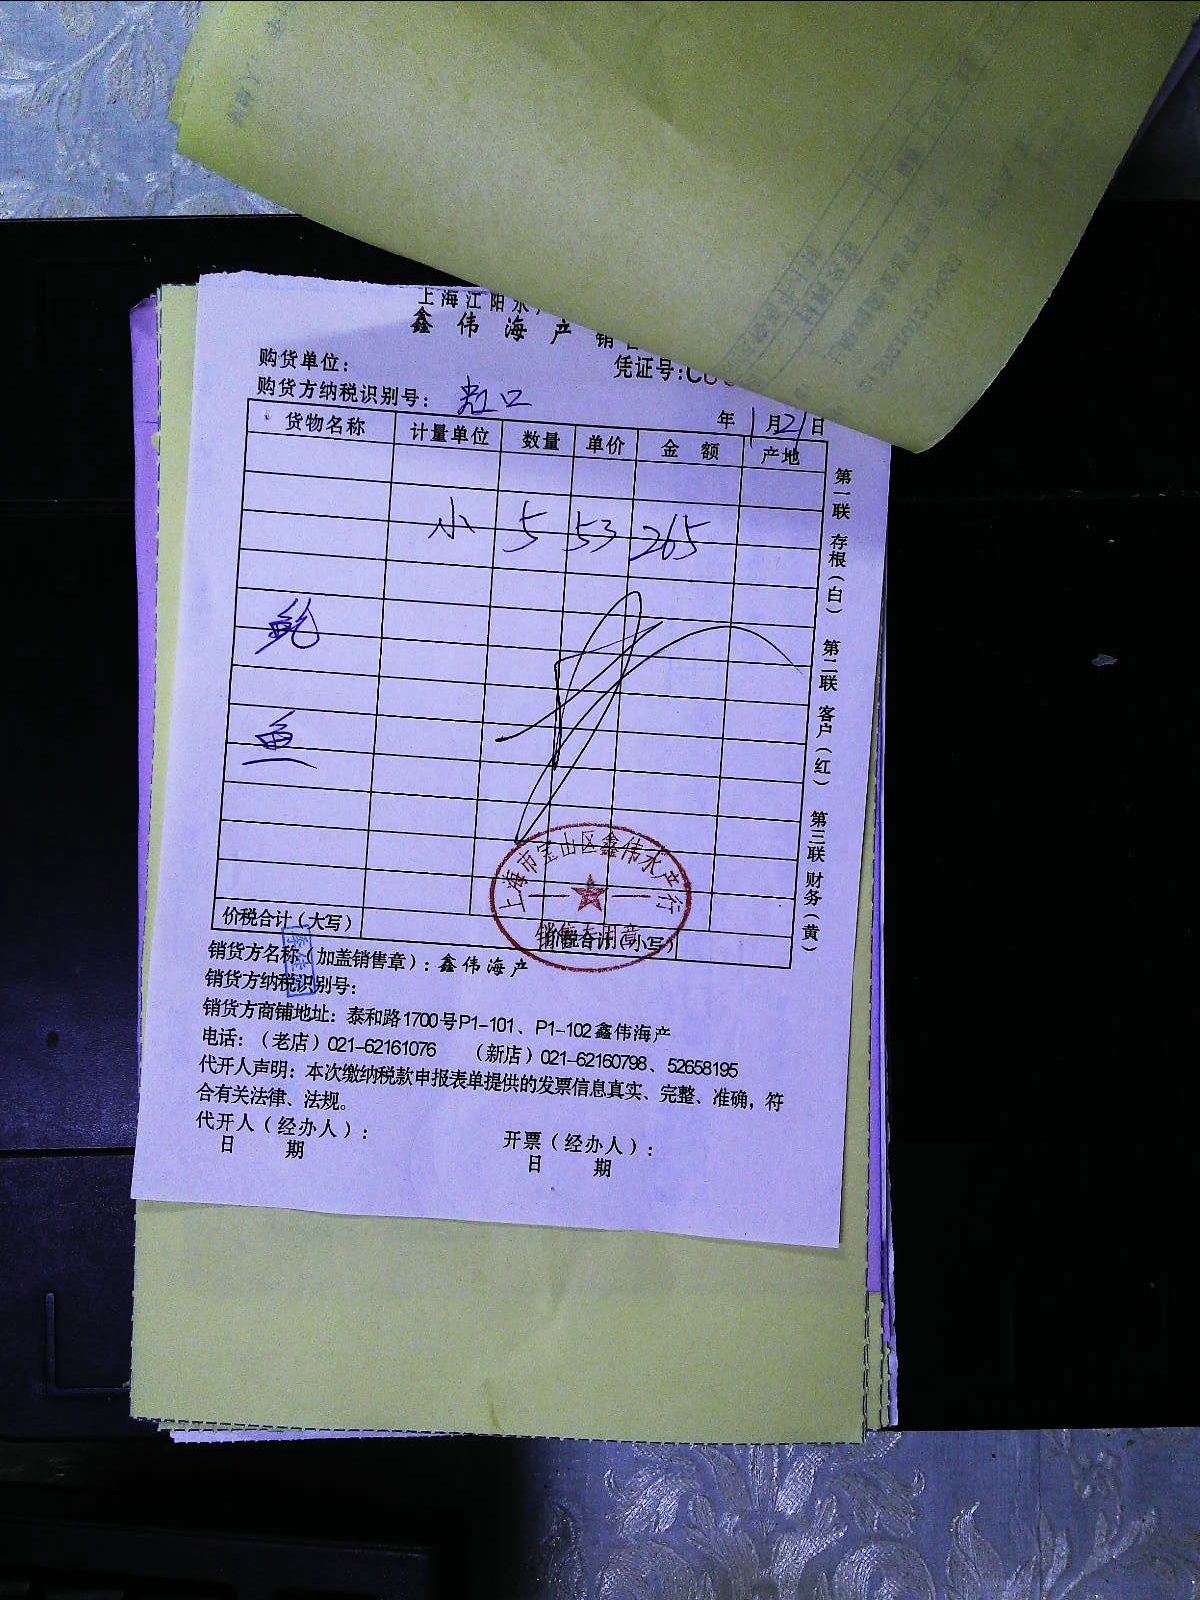 上海江阳水
鑫伟海产 销
购货单位：
凭证号：C
购货方纳税识别号： 虹口
年 1 月 21 日
货物名称 计量单位 数量 单价 金 额 产地
小 5 53 265
鲍
鱼
第一联 存根（白） 第二联 客户（红） 第三联 财务（黄）
上海市宝山区鑫伟水产行
销售专用章
价税合计（大写） 价税合计（小写）
销货方名称（加盖销售章）：鑫伟海产
销货方纳税识别号：
销货方商铺地址：泰和路1700号P1-101、P1-102鑫伟海产
电话：（老店）021-62161076 （新店）021-62160798、52658195
代开人声明：本次缴纳税款申报表单提供的发票信息真实、完整、准确，符
合有关法律、法规。
代开人（经办人）： 开票（经办人）：
日 期 日 期